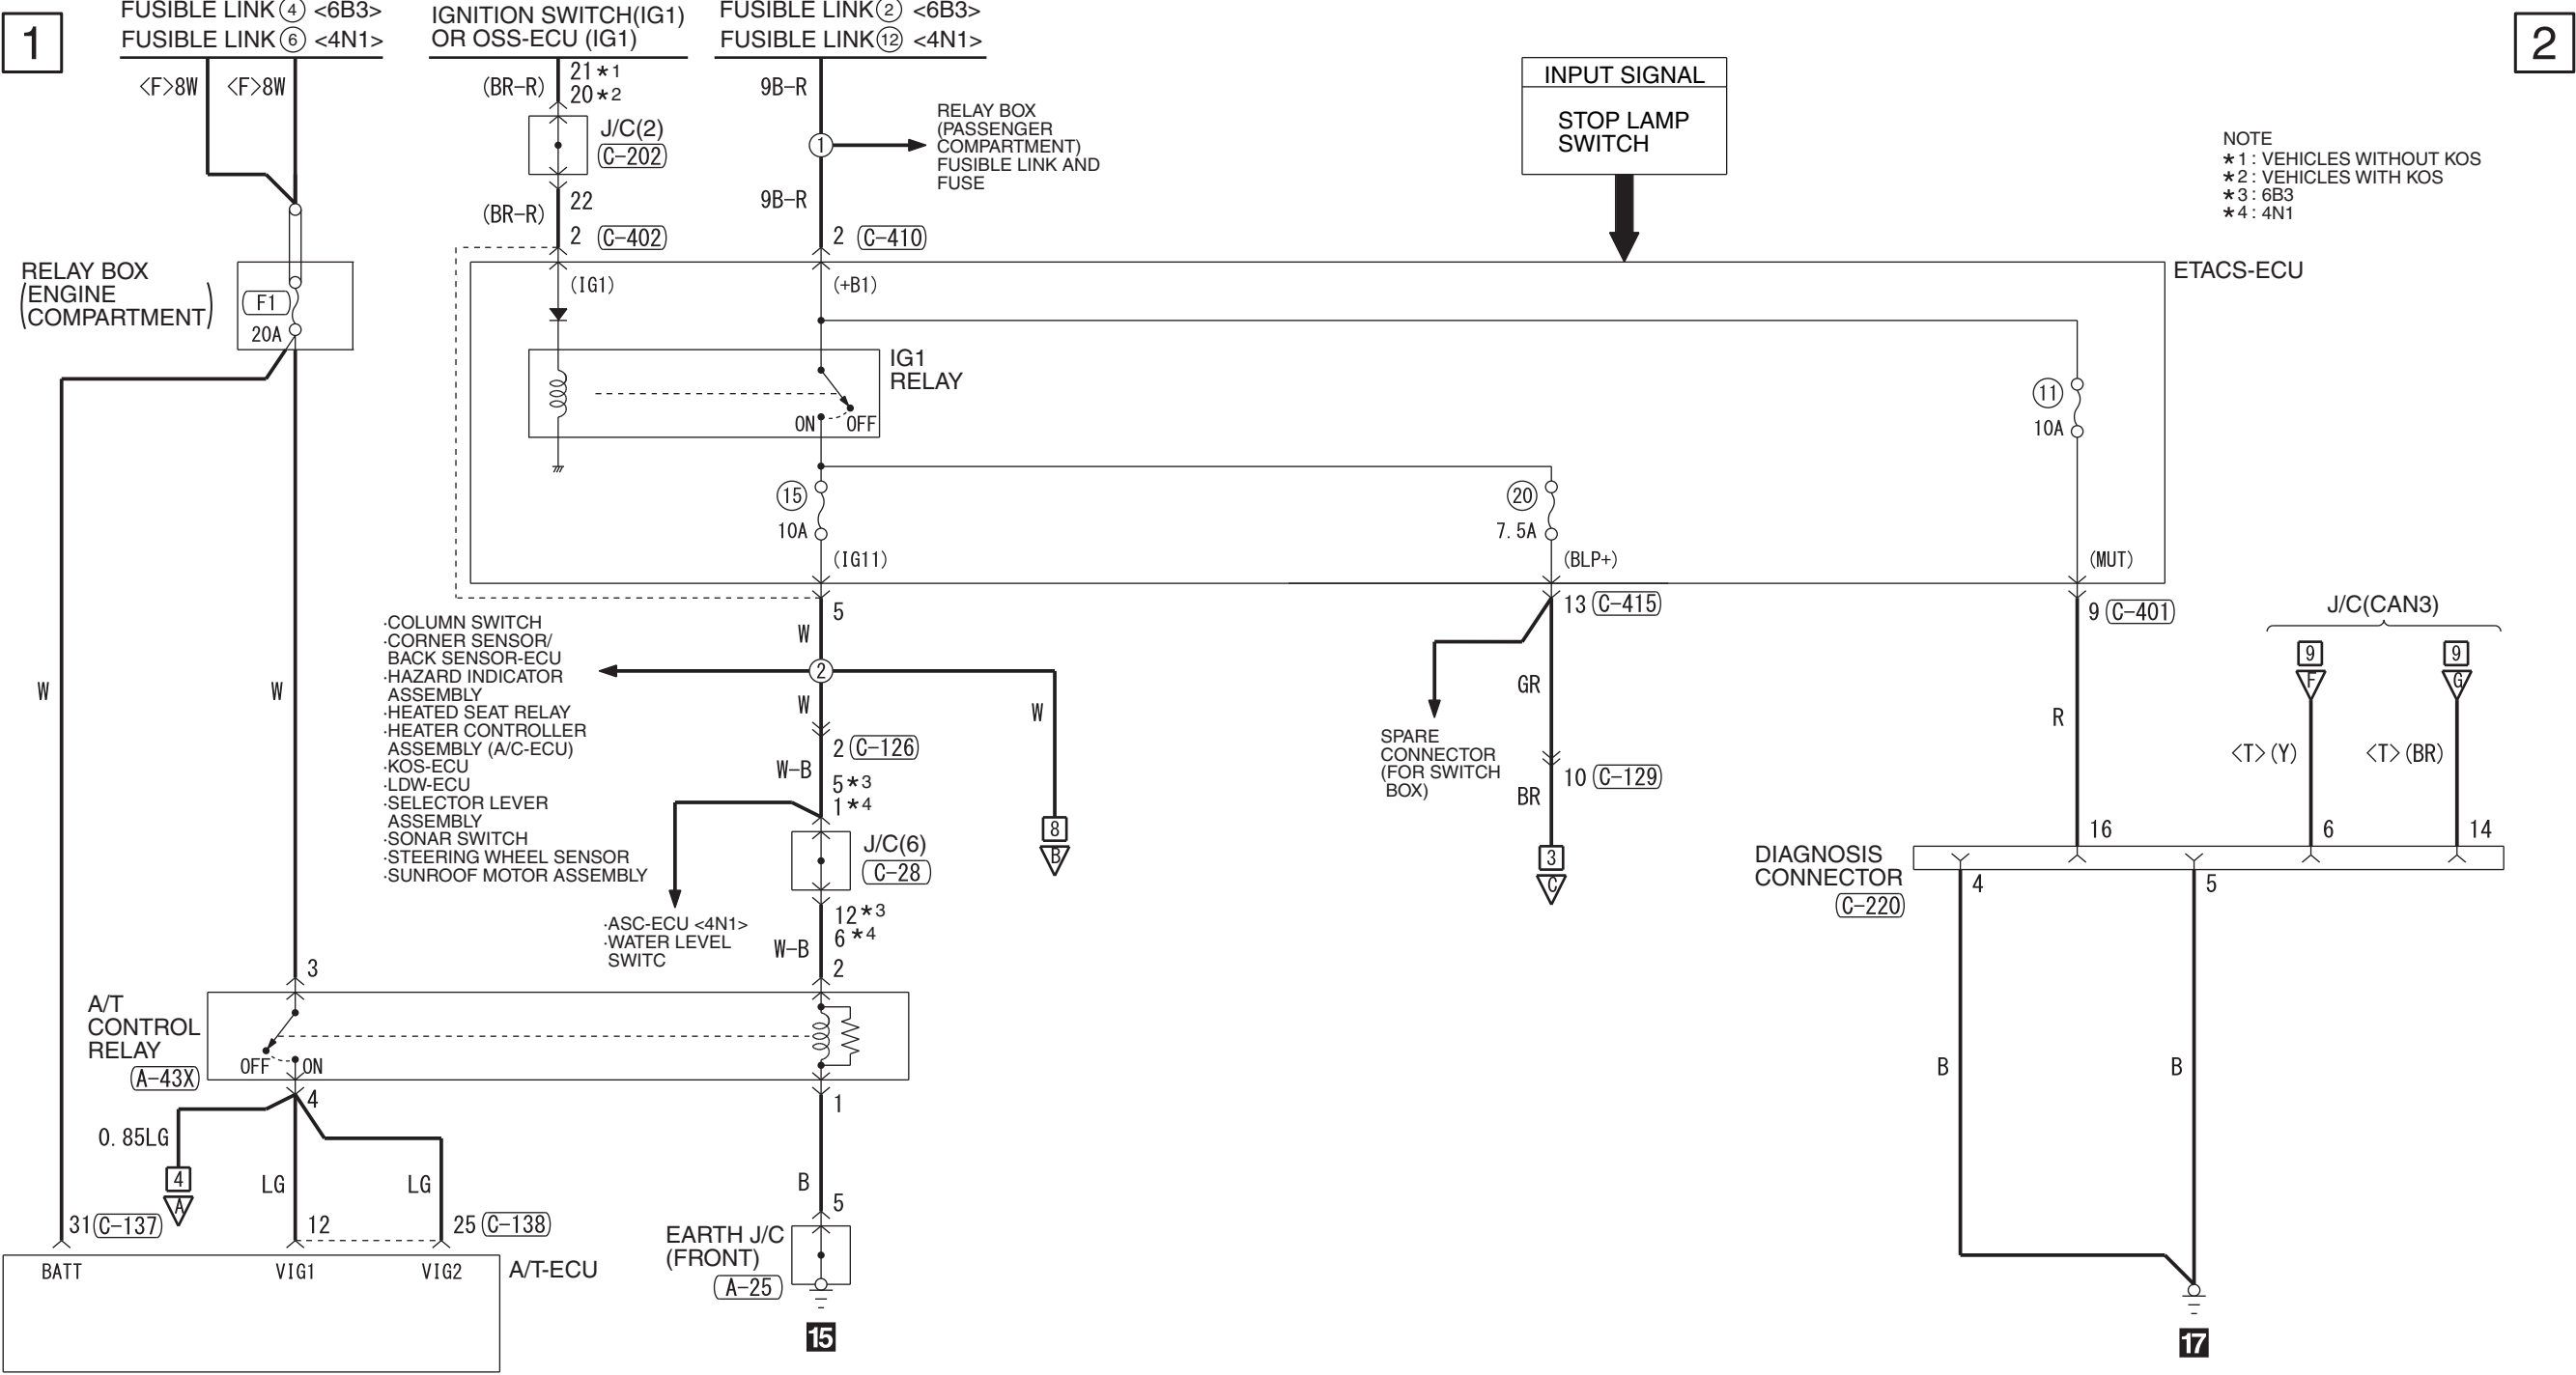 1
FUSIBLE LINK 4 <6B3>
FUSIBLE LINK 6 <4N1>
IGNITION SWITCH(IG1)
OR OSS-ECU (IG1)
FUSIBLE LINK 2 <6B3>
FUSIBLE LINK 12 <4N1>
2
<F>8W
<F>8W
(BR-R)
21*1
20*2
J/C(2)
C-202
22
(BR-R)
2 C-402
9B-R
1
RELAY BOX
(PASSENGER
COMPARTMENT)
FUSIBLE LINK AND
FUSE
9B-R
2 C-410
INPUT SIGNAL
STOP LAMP
SWITCH
NOTE
*1 : VEHICLES WITHOUT KOS
*2 : VEHICLES WITH KOS
*3 : 6B3
*4 : 4N1
RELAY BOX
(ENGINE
COMPARTMENT)
F1
20A
ETACS-ECU
(IG1)
(+B1)
IG1
RELAY
ON
OFF
15
10A
(IG11)
20
7.5A
(BLP+)
11
10A
(MUT)
5
W
2
W
2 C-126
W-B
5*3
1*4
J/C(6)
C-28
12*3
6*4
W-B
2
W
8
B
·COLUMN SWITCH
·CORNER SENSOR/
BACK SENSOR-ECU
·HAZARD INDICATOR
ASSEMBLY
·HEATED SEAT RELAY
·HEATER CONTROLLER
ASSEMBLY (A/C-ECU)
·KOS-ECU
·LDW-ECU
·SELECTOR LEVER
ASSEMBLY
·SONAR SWITCH
·STEERING WHEEL SENSOR
·SUNROOF MOTOR ASSEMBLY
·ASC-ECU <4N1>
·WATER LEVEL
SWITC
13 C-415
GR
SPARE
CONNECTOR
(FOR SWITCH
BOX)
10 C-129
BR
3
C
9 C-401
R
16
J/C(CAN3)
9
F
9
G
<T>(Y)
<T>(BR)
6
14
DIAGNOSIS
CONNECTOR
C-220
4
5
B
B
17
W
W
3
A/T
CONTROL
RELAY
A-43X
OFF
ON
4
1
0.85LG
4
A
LG
LG
31 C-137
12
25 C-138
BATT
VIG1
VIG2
A/T-ECU
B
5
EARTH J/C
(FRONT)
A-25
15